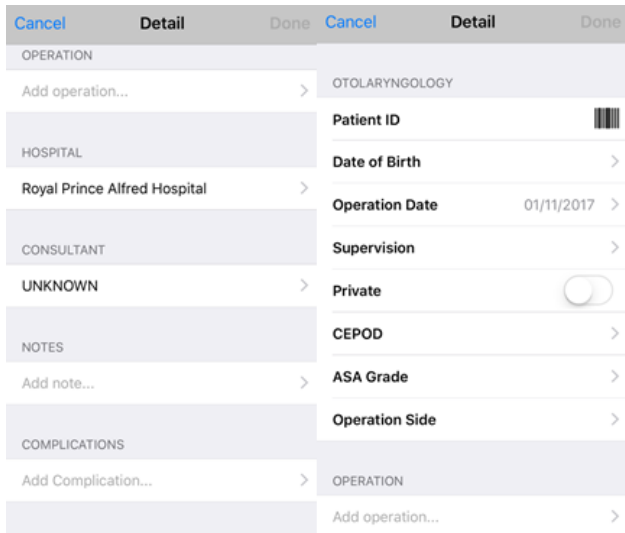 Cancel Detail Done
OPERATION
Add operation...
HOSPITAL
Royal Prince Alfred Hospital
CONSULTANT
UNKNOWN
NOTES
Add note...
COMPLICATIONS
Add Complication...
Cancel Detail Done
OTOLARYNGOLOGY
Patient ID
Date of Birth
Operation Date 01/11/2017
Supervision
Private
CEPOD
ASA Grade
Operation Side
OPERATION
Add operation...